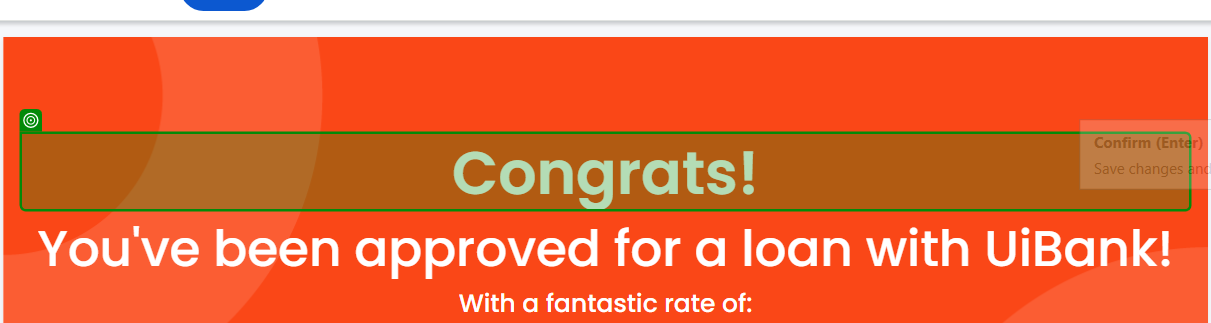 Confirm (Enter)
Save changes and
Congrats!
You've been approved for a loan with UiBank!
With a fantastic rate of: